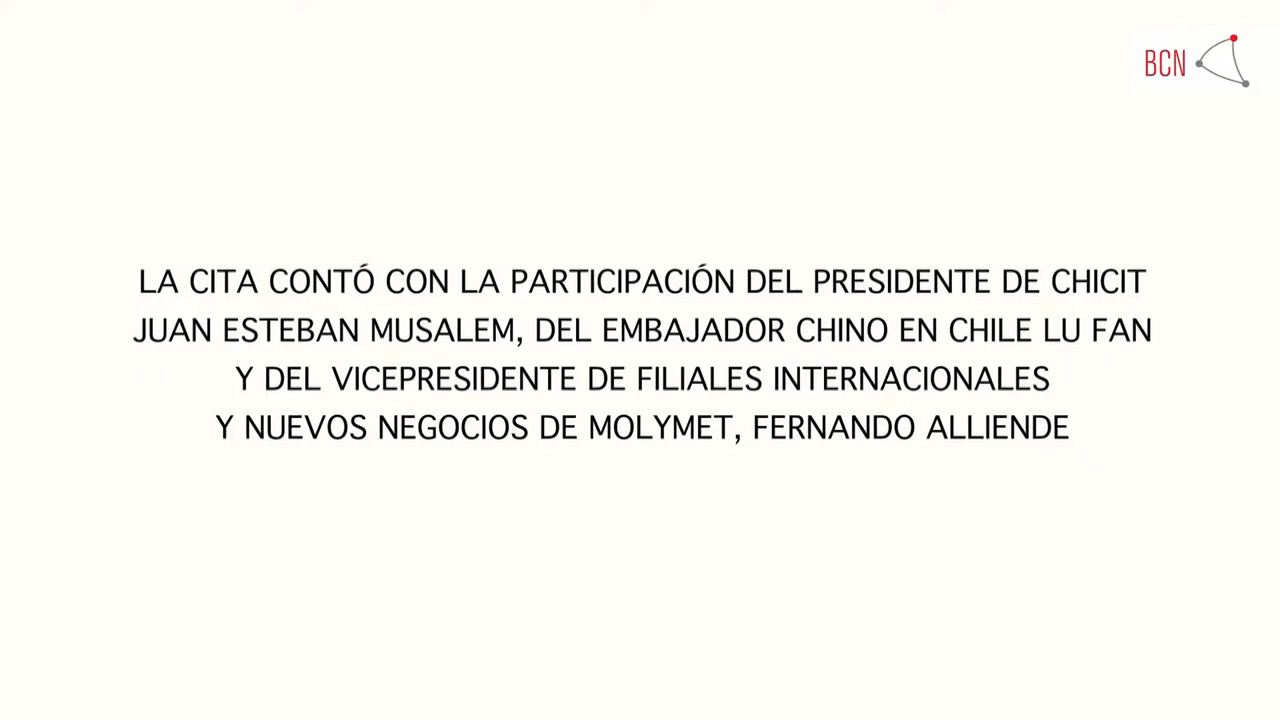 BCN
LA CITA CONTÓ CON LA PARTICIPACIÓN DEL PRESIDENTE DE CHICIT
JUAN ESTEBAN MUSALEM, DEL EMBAJADOR CHINO EN CHILE LU FAN
Y DEL VICEPRESIDENTE DE FILIALES INTERNACIONALES
Y NUEVOS NEGOCIOS DE MOLYMET, FERNANDO ALLIENDE